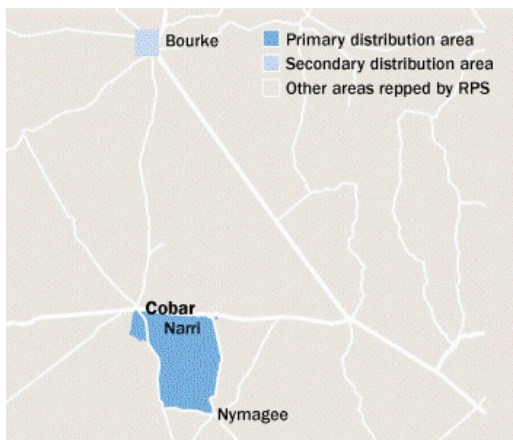 Bourke
Primary distribution area
Secondary distribution area
Other areas repped by RPS
Cobar
Narri
Nymagee